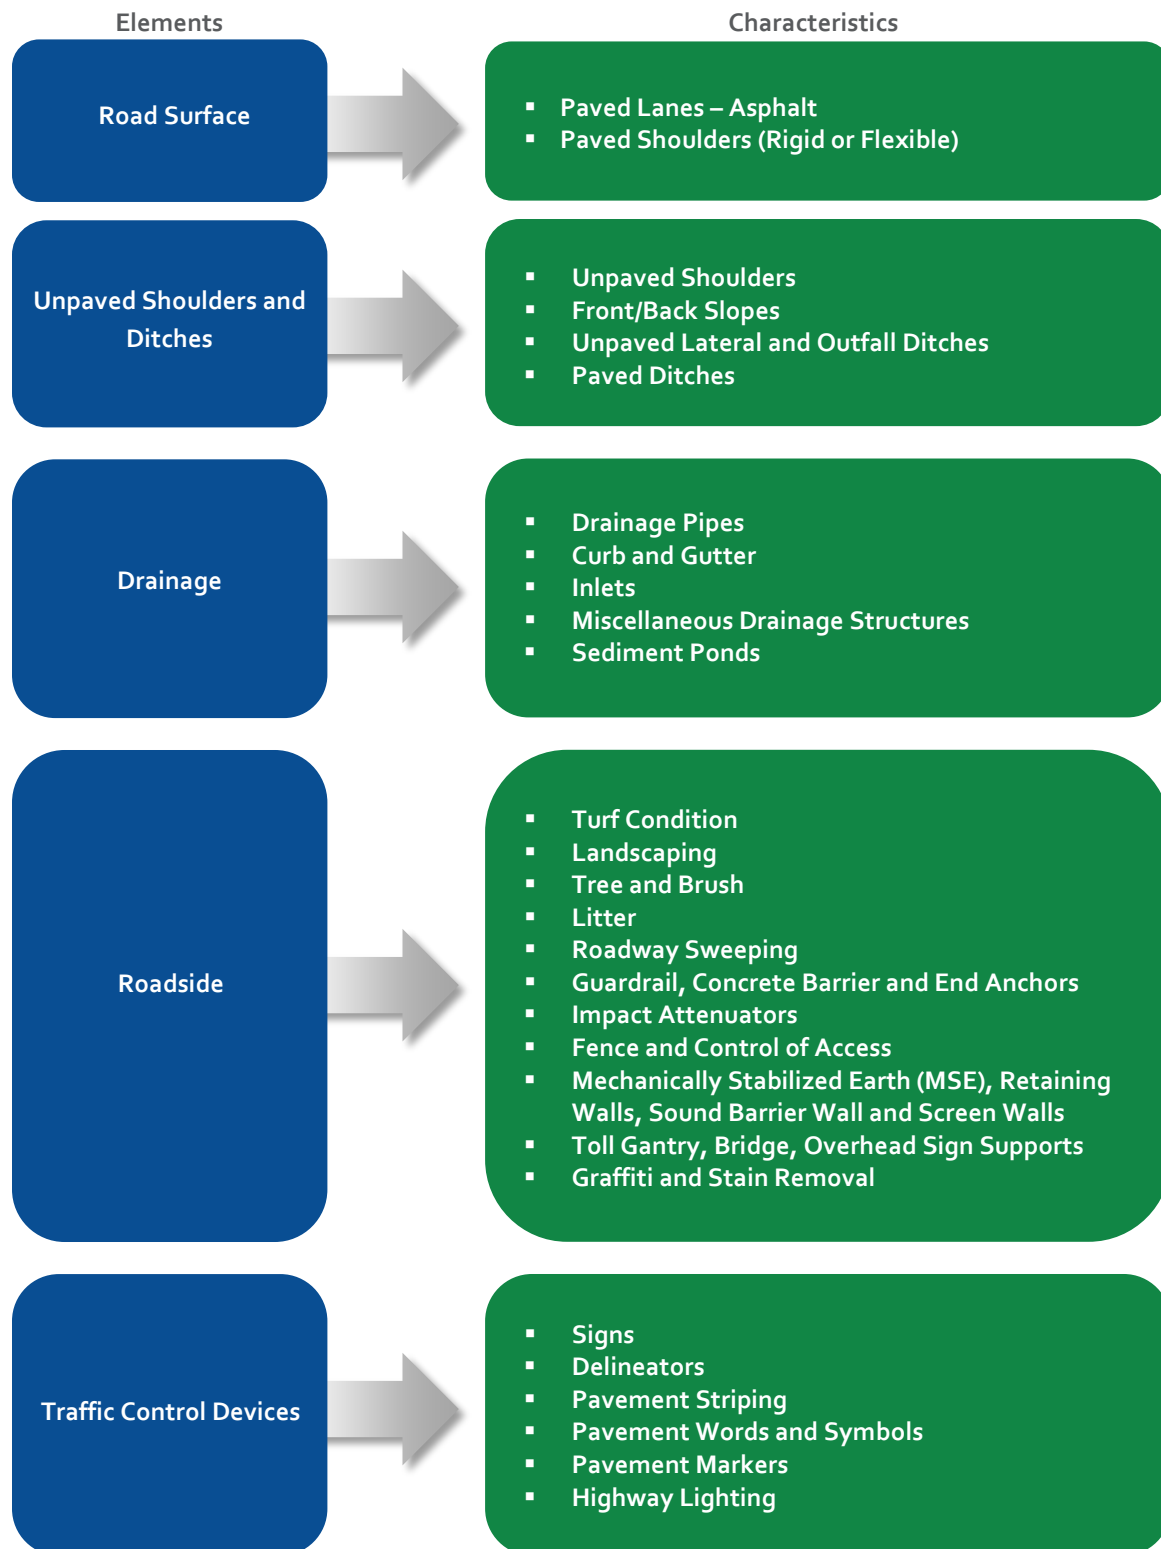 Elements
Characteristics
Road Surface
▪ Paved Lanes – Asphalt
▪ Paved Shoulders (Rigid or Flexible)
Unpaved Shoulders and
Ditches
▪ Unpaved Shoulders
▪ Front/Back Slopes
▪ Unpaved Lateral and Outfall Ditches
▪ Paved Ditches
Drainage
▪ Drainage Pipes
▪ Curb and Gutter
▪ Inlets
▪ Miscellaneous Drainage Structures
▪ Sediment Ponds
Roadside
▪ Turf Condition
▪ Landscaping
▪ Tree and Brush
▪ Litter
▪ Roadway Sweeping
▪ Guardrail, Concrete Barrier and End Anchors
▪ Impact Attenuators
▪ Fence and Control of Access
▪ Mechanically Stabilized Earth (MSE), Retaining
Walls, Sound Barrier Wall and Screen Walls
▪ Toll Gantry, Bridge, Overhead Sign Supports
▪ Graffiti and Stain Removal
Traffic Control Devices
▪ Signs
▪ Delineators
▪ Pavement Striping
▪ Pavement Words and Symbols
▪ Pavement Markers
▪ Highway Lighting